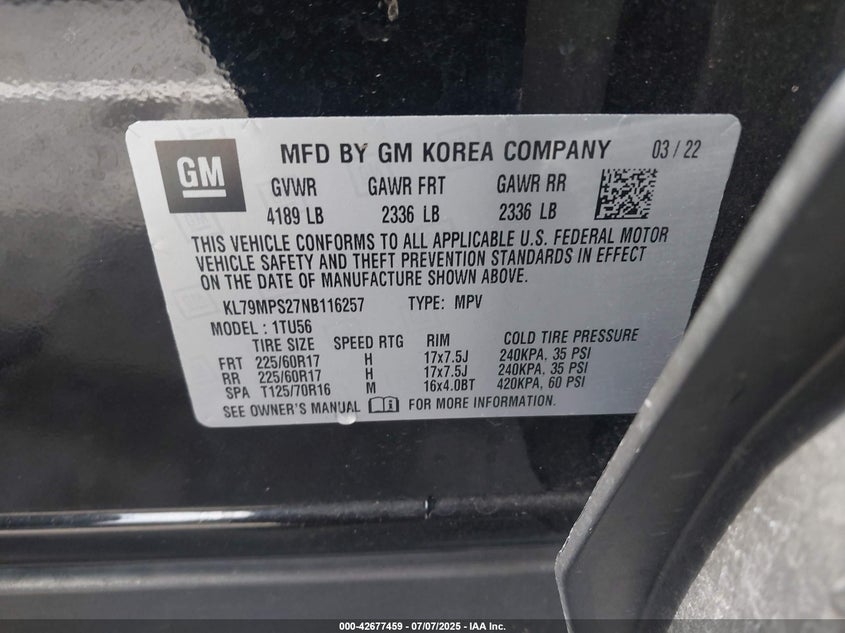 GM
MFD BY GM KOREA COMPANY 03 / 22
GVWR GAWR FRT GAWR RR
4189 LB 2336 LB 2336 LB
THIS VEHICLE CONFORMS TO ALL APPLICABLE U.S. FEDERAL MOTOR
VEHICLE SAFETY AND THEFT PREVENTION STANDARDS IN EFFECT
ON THE DATE OF MANUFACTURE SHOWN ABOVE.
KL79MPS27NB116257 TYPE: MPV
MODEL : 1TU56
TIRE SIZE SPEED RTG RIM COLD TIRE PRESSURE
FRT 225/60R17 H 17x7.5J 240KPA, 35 PSI
RR 225/60R17 H 17x7.5J 240KPA, 35 PSI
SPA T125/70R16 M 16x4.0BT 420KPA, 60 PSI
SEE OWNER'S MANUAL FOR MORE INFORMATION.
000-42677459 - 07/07/2025 - IAA Inc.